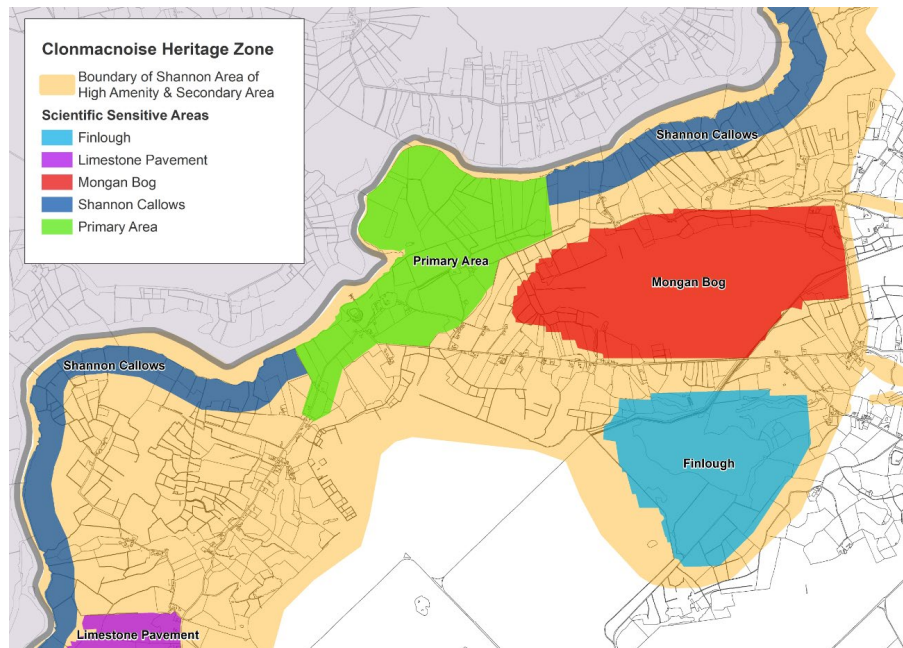 Clonmacnoise Heritage Zone
Boundary of Shannon Area of
High Amenity & Secondary Area
Scientific Sensitive Areas
Finlough
Limestone Pavement
Mongan Bog
Shannon Callows
Primary Area
Shannon Callows
Primary Area
Mongan Bog
Shannon Callows
Finlough
Limestone Pavement